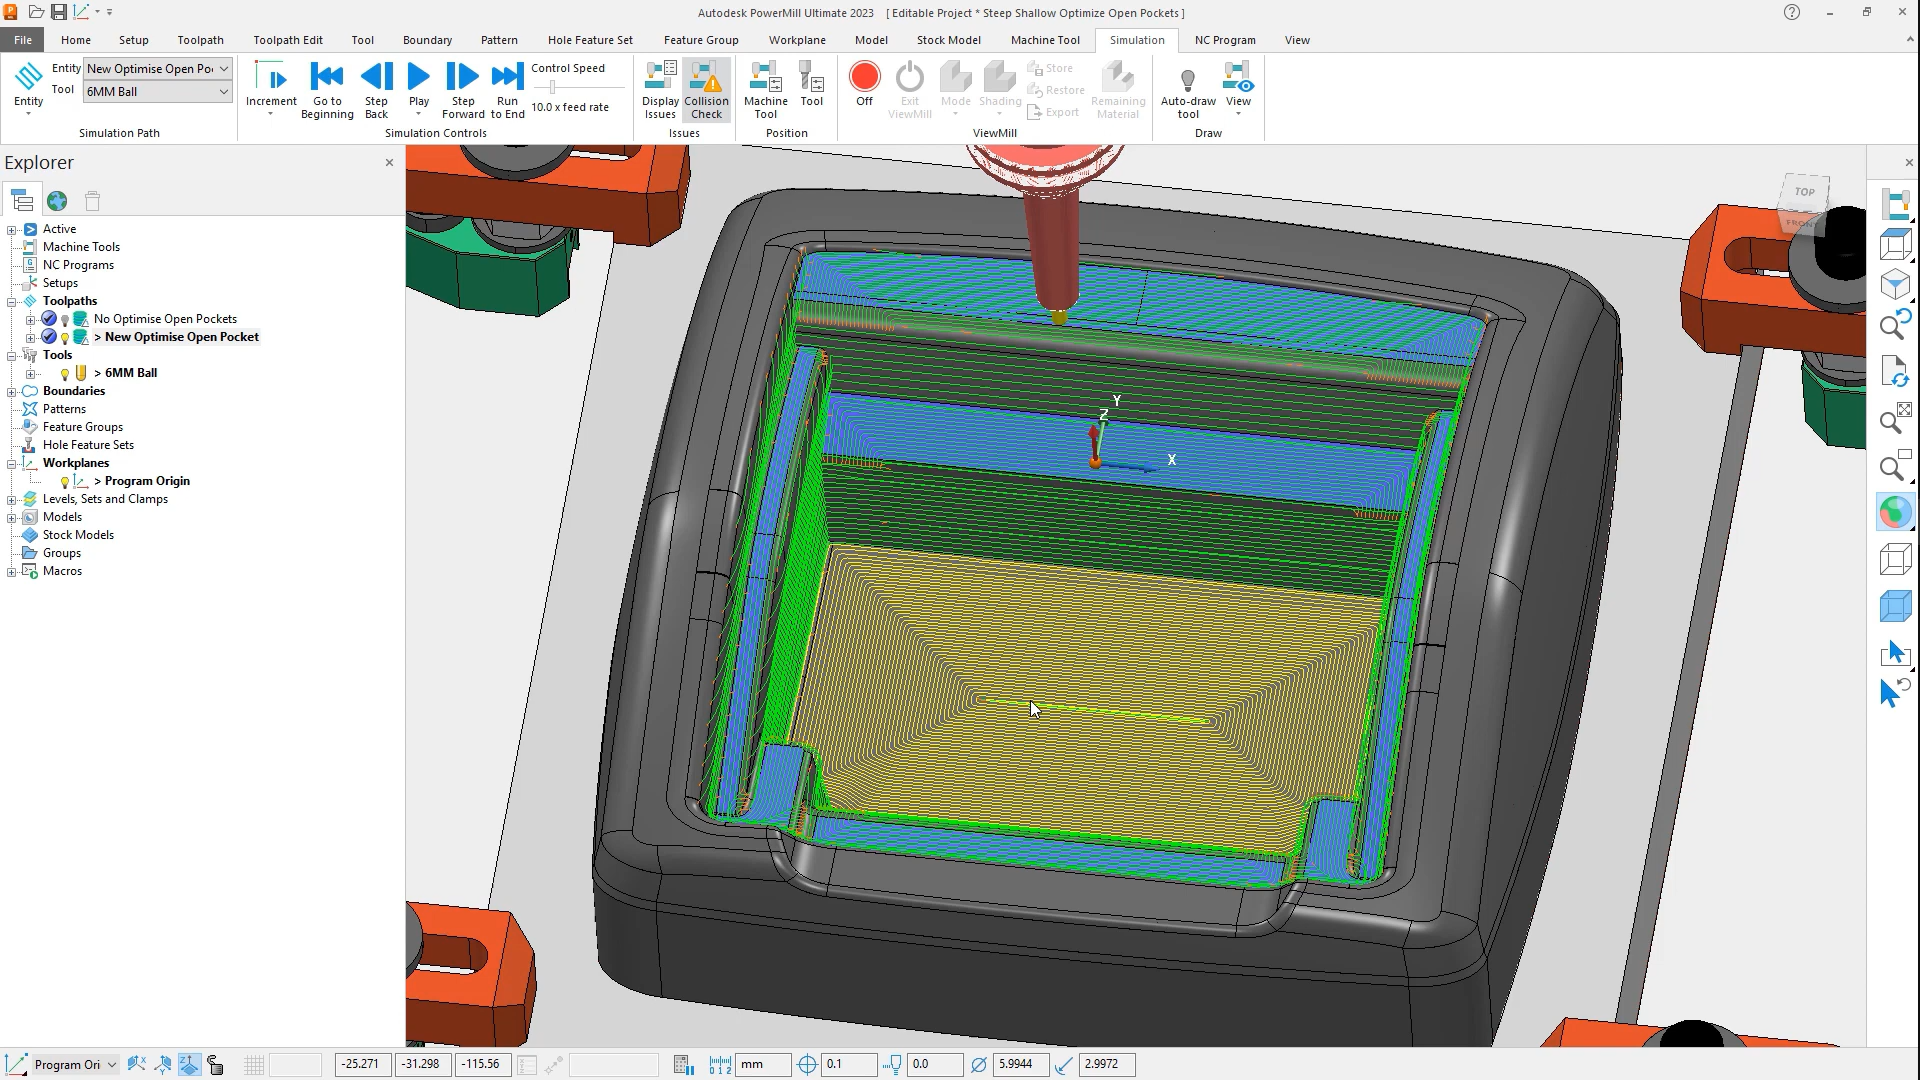 Autodesk PowerMill Ultimate 2023 [ Editable Project * Steep Shallow Optimize Open Pockets ]
File Home Setup Toolpath Toolpath Edit Tool Boundary Pattern Hole Feature Set Feature Group Workplane Model Stock Model Machine Tool Simulation NC Program View
Entity New Optimise Open Po
Tool 6MM Ball
Entity
Simulation Path
Increment
Go to Beginning
Step Back
Play
Step Forward
Run to End
Control Speed
10.0 x feed rate
Simulation Controls
Display Issues
Collision Check
Issues
Machine Tool
Tool
Position
Off
Exit ViewMill
Mode
Shading
Store
Restore
Export
Remaining Material
ViewMill
Auto-draw tool
View
Draw
Explorer
Active
Machine Tools
NC Programs
Setups
Toolpaths
No Optimise Open Pockets
> New Optimise Open Pocket
Tools
> 6MM Ball
Boundaries
Patterns
Feature Groups
Hole Feature Sets
Workplanes
> Program Origin
Levels, Sets and Clamps
Models
Stock Models
Groups
Macros
TOP
FRONT
Y
Z
X
Program Ori
-25.271 -31.298 -115.56 mm 0.1 0.0 5.9944 2.9972